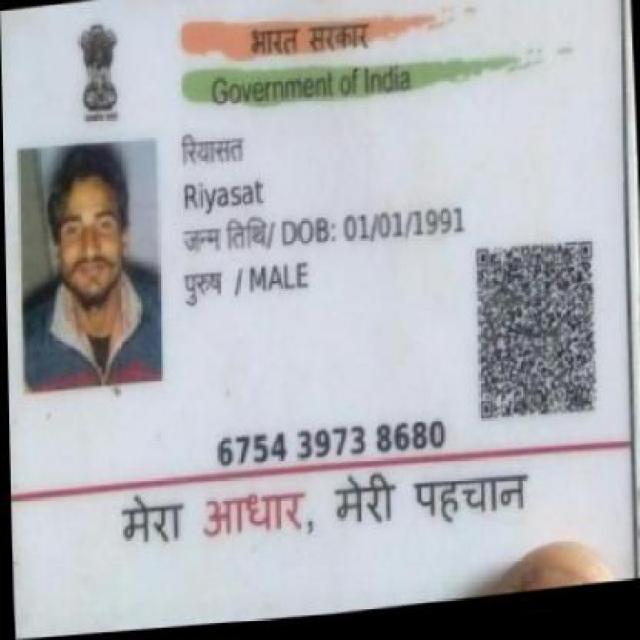 भारत सरकार
Government of India
रियासत
Riyasat
जन्म तिथि/ DOB: 01/01/1991
पुरुष / MALE
6754 3973 8680
मेरा आधार, मेरी पहचान